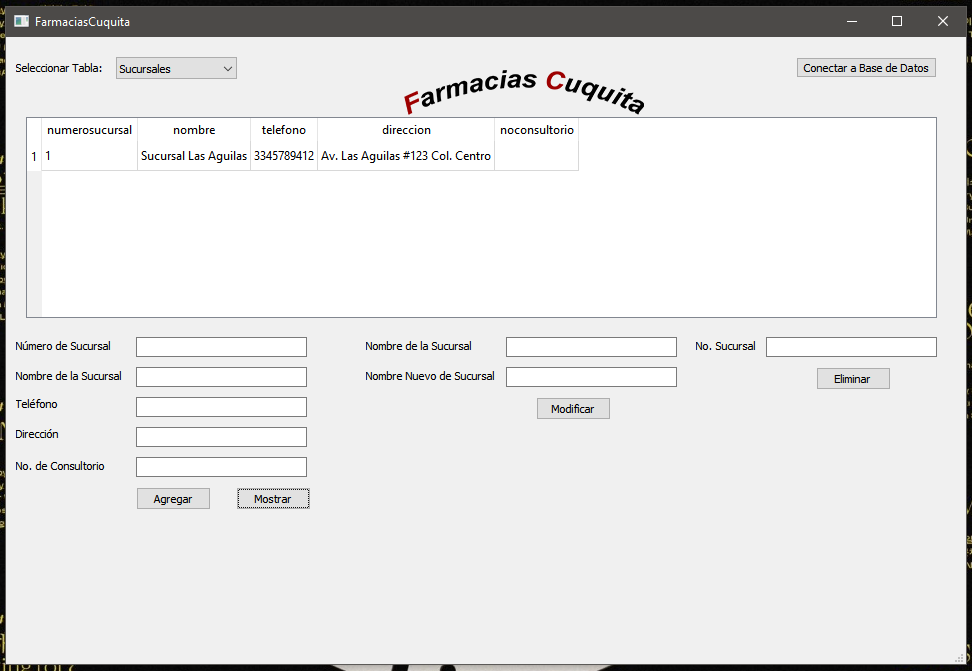 FarmaciasCuquita
Seleccionar Tabla: Sucursales Conectar a Base de Datos
Farmacias Cuquita
numerosucursal nombre telefono direccion noconsultorio
1 1 Sucursal Las Aguilas 3345789412 Av. Las Aguilas #123 Col. Centro
Número de Sucursal Nombre de la Sucursal No. Sucursal
Nombre de la Sucursal Nombre Nuevo de Sucursal Eliminar
Teléfono Modificar
Dirección
No. de Consultorio
Agregar Mostrar